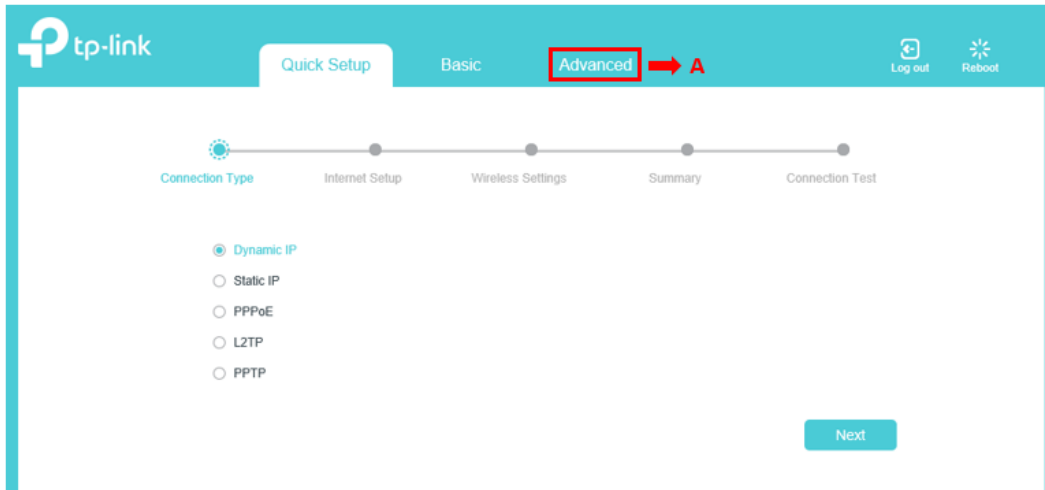 tp-link
Quick Setup Basic Advanced A
Log out Reboot
Connection Type Internet Setup Wireless Settings Summary Connection Test
Dynamic IP
Static IP
PPPoE
L2TP
PPTP
Next